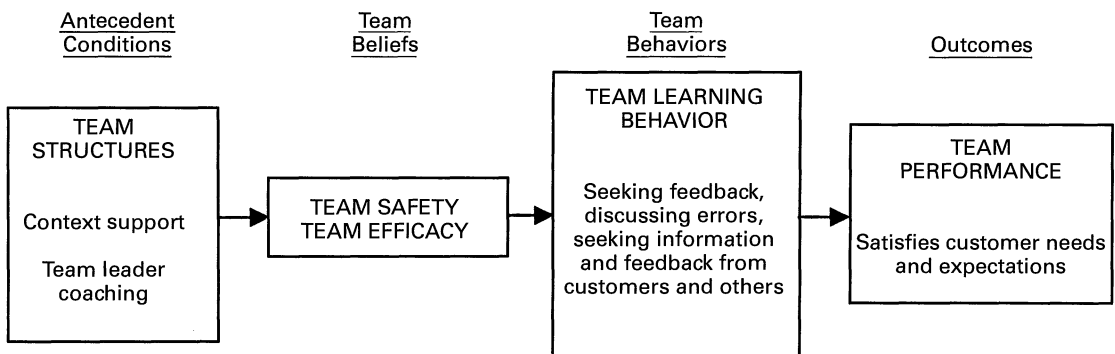 Antecedent
Conditions
Team
Beliefs
Team
Behaviors
Outcomes
TEAM
STRUCTURES
Context support
Team leader
coaching
TEAM SAFETY
TEAM EFFICACY
TEAM LEARNING
BEHAVIOR
Seeking feedback,
discussing errors,
seeking information
and feedback from
customers and others
TEAM
PERFORMANCE
Satisfies customer needs
and expectations